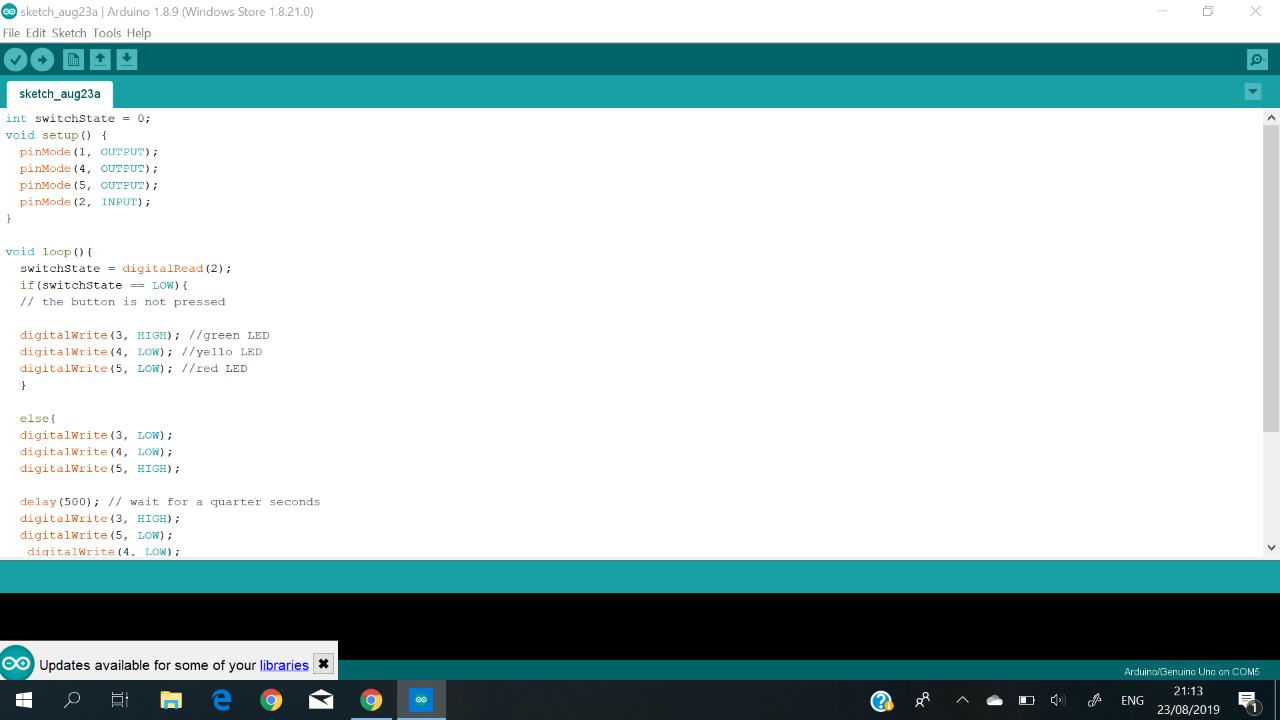 sketch_aug23a | Arduino 1.8.9 (Windows Store 1.8.21.0)
File Edit Sketch Tools Help
sketch_aug23a
int switchState = 0;
void setup() {
pinMode(1, OUTPUT);
pinMode(4, OUTPUT);
pinMode(5, OUTPUT);
pinMode(2, INPUT);
}
void loop(){
switchState = digitalRead(2);
if(switchState == LOW){
// the button is not pressed
digitalWrite(3, HIGH); //green LED
digitalWrite(4, LOW); //yello LED
digitalWrite(5, LOW); //red LED
}
else{
digitalWrite(3, LOW);
digitalWrite(4, LOW);
digitalWrite(5, HIGH);
delay(500); // wait for a quarter seconds
digitalWrite(3, HIGH);
digitalWrite(5, LOW);
digitalWrite(4, LOW);
Updates available for some of your libraries
Arduino/Genuino Uno on COM5
ENG
21:13
23/08/2019
1